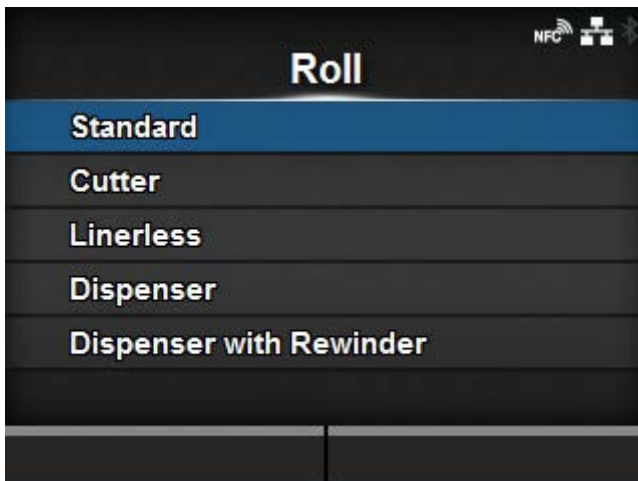 NFC
Roll
Standard
Cutter
Linerless
Dispenser
Dispenser with Rewinder